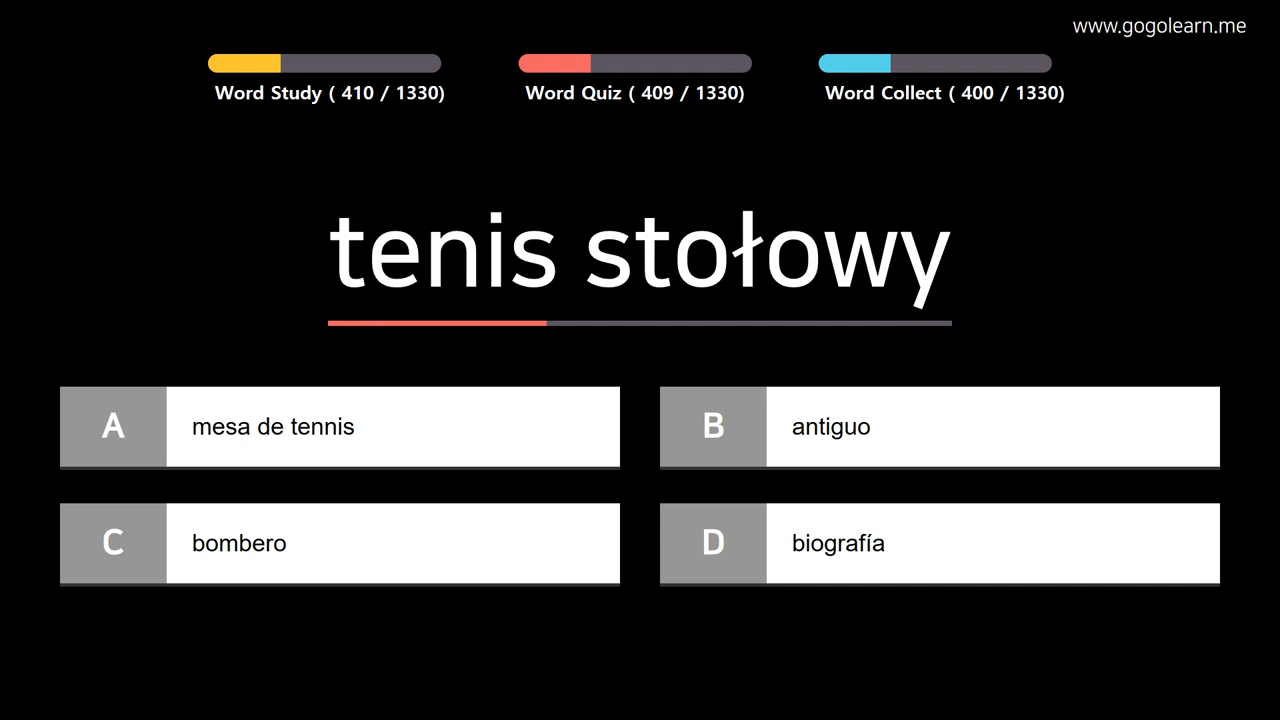 www.gogolearn.me
Word Study ( 410 / 1330)
Word Quiz ( 409 / 1330)
Word Collect ( 400 / 1330)
tenis stołowy
A mesa de tennis
B antiguo
C bombero
D biografía